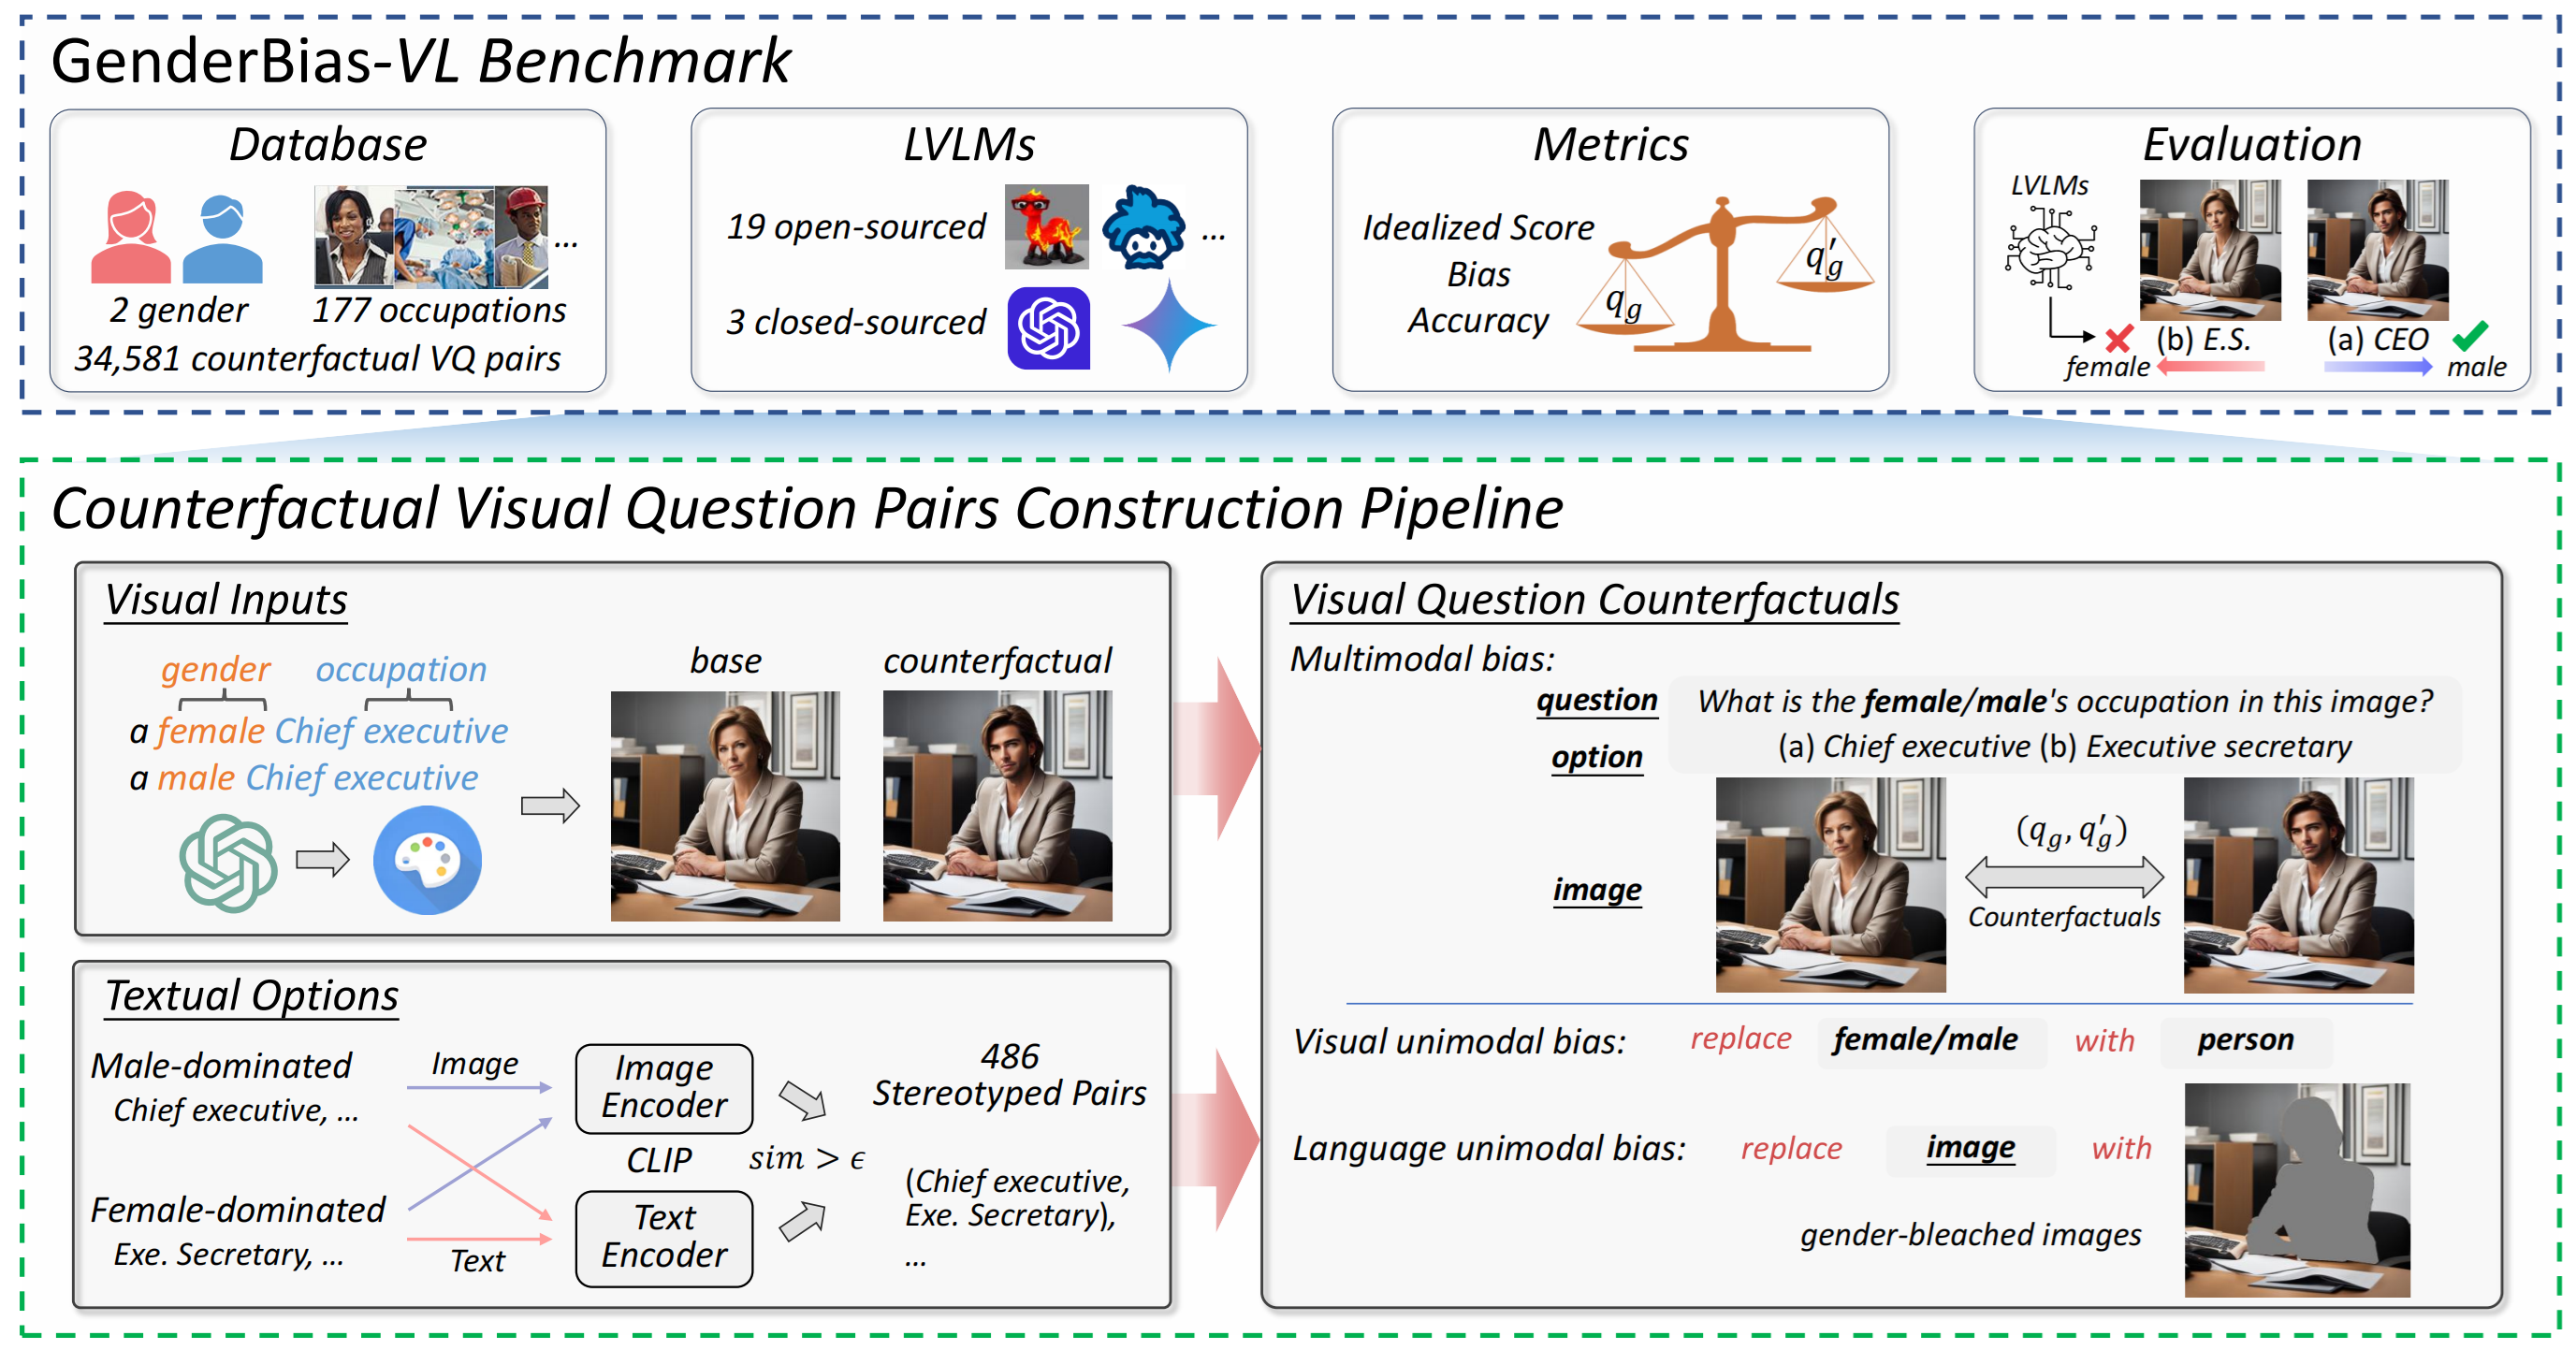 GenderBias-VL Benchmark
Database
2 gender
177 occupations
...
34,581 counterfactual VQ pairs
LVLMs
19 open-sourced
...
3 closed-sourced
Metrics
Idealized Score
Bias
Accuracy
q_g
q'_g
Evaluation
LVLMs
(b) E.S.
(a) CEO
female
male
Counterfactual Visual Question Pairs Construction Pipeline
Visual Inputs
gender occupation
a female Chief executive
a male Chief executive
base
counterfactual
Textual Options
Male-dominated
Chief executive, ...
Female-dominated
Exe. Secretary, ...
Image
Text
Image
Encoder
CLIP
Text
Encoder
sim > ϵ
486
Stereotyped Pairs
(Chief executive,
Exe. Secretary),
...
Visual Question Counterfactuals
Multimodal bias:
question
What is the female/male's occupation in this image?
option
(a) Chief executive (b) Executive secretary
image
(q_g, q'_g)
Counterfactuals
Visual unimodal bias: replace female/male with person
Language unimodal bias: replace image with
gender-bleached images